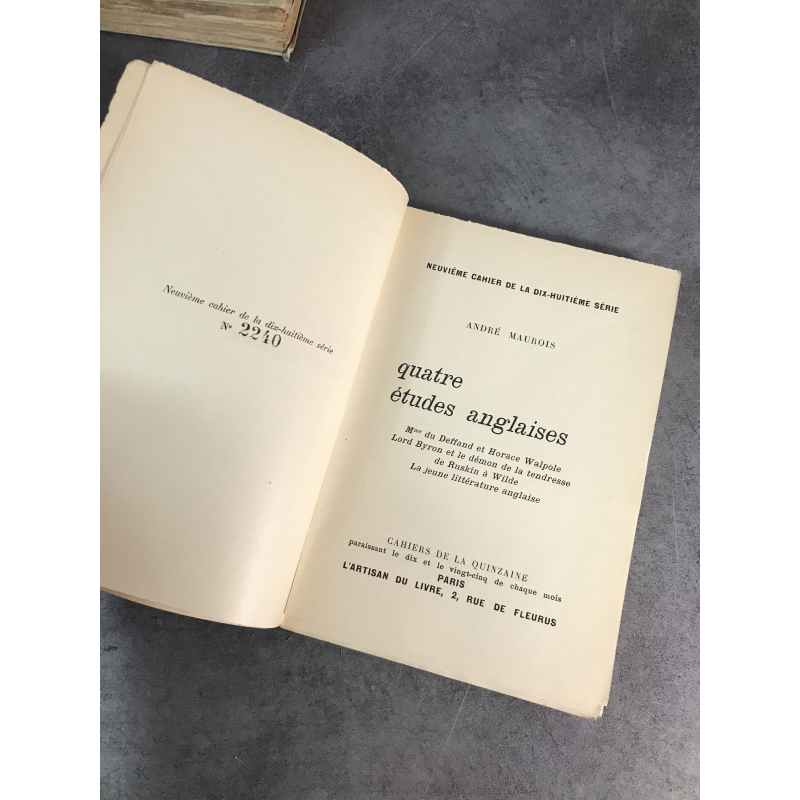 Neuvième cahier de la dix-huitième série
N° 2240
NEUVIÈME CAHIER DE LA DIX-HUITIÈME SÉRIE
ANDRÉ MAUROIS
quatre
études anglaises
Mme du Deffand et Horace Walpole
Lord Byron et le démon de la tendresse
de Ruskin à Wilde
La jeune littérature anglaise
CAHIERS DE LA QUINZAINE
paraissant le dix et le vingt-cinq de chaque mois
PARIS
L'ARTISAN DU LIVRE, 2, RUE DE FLEURUS